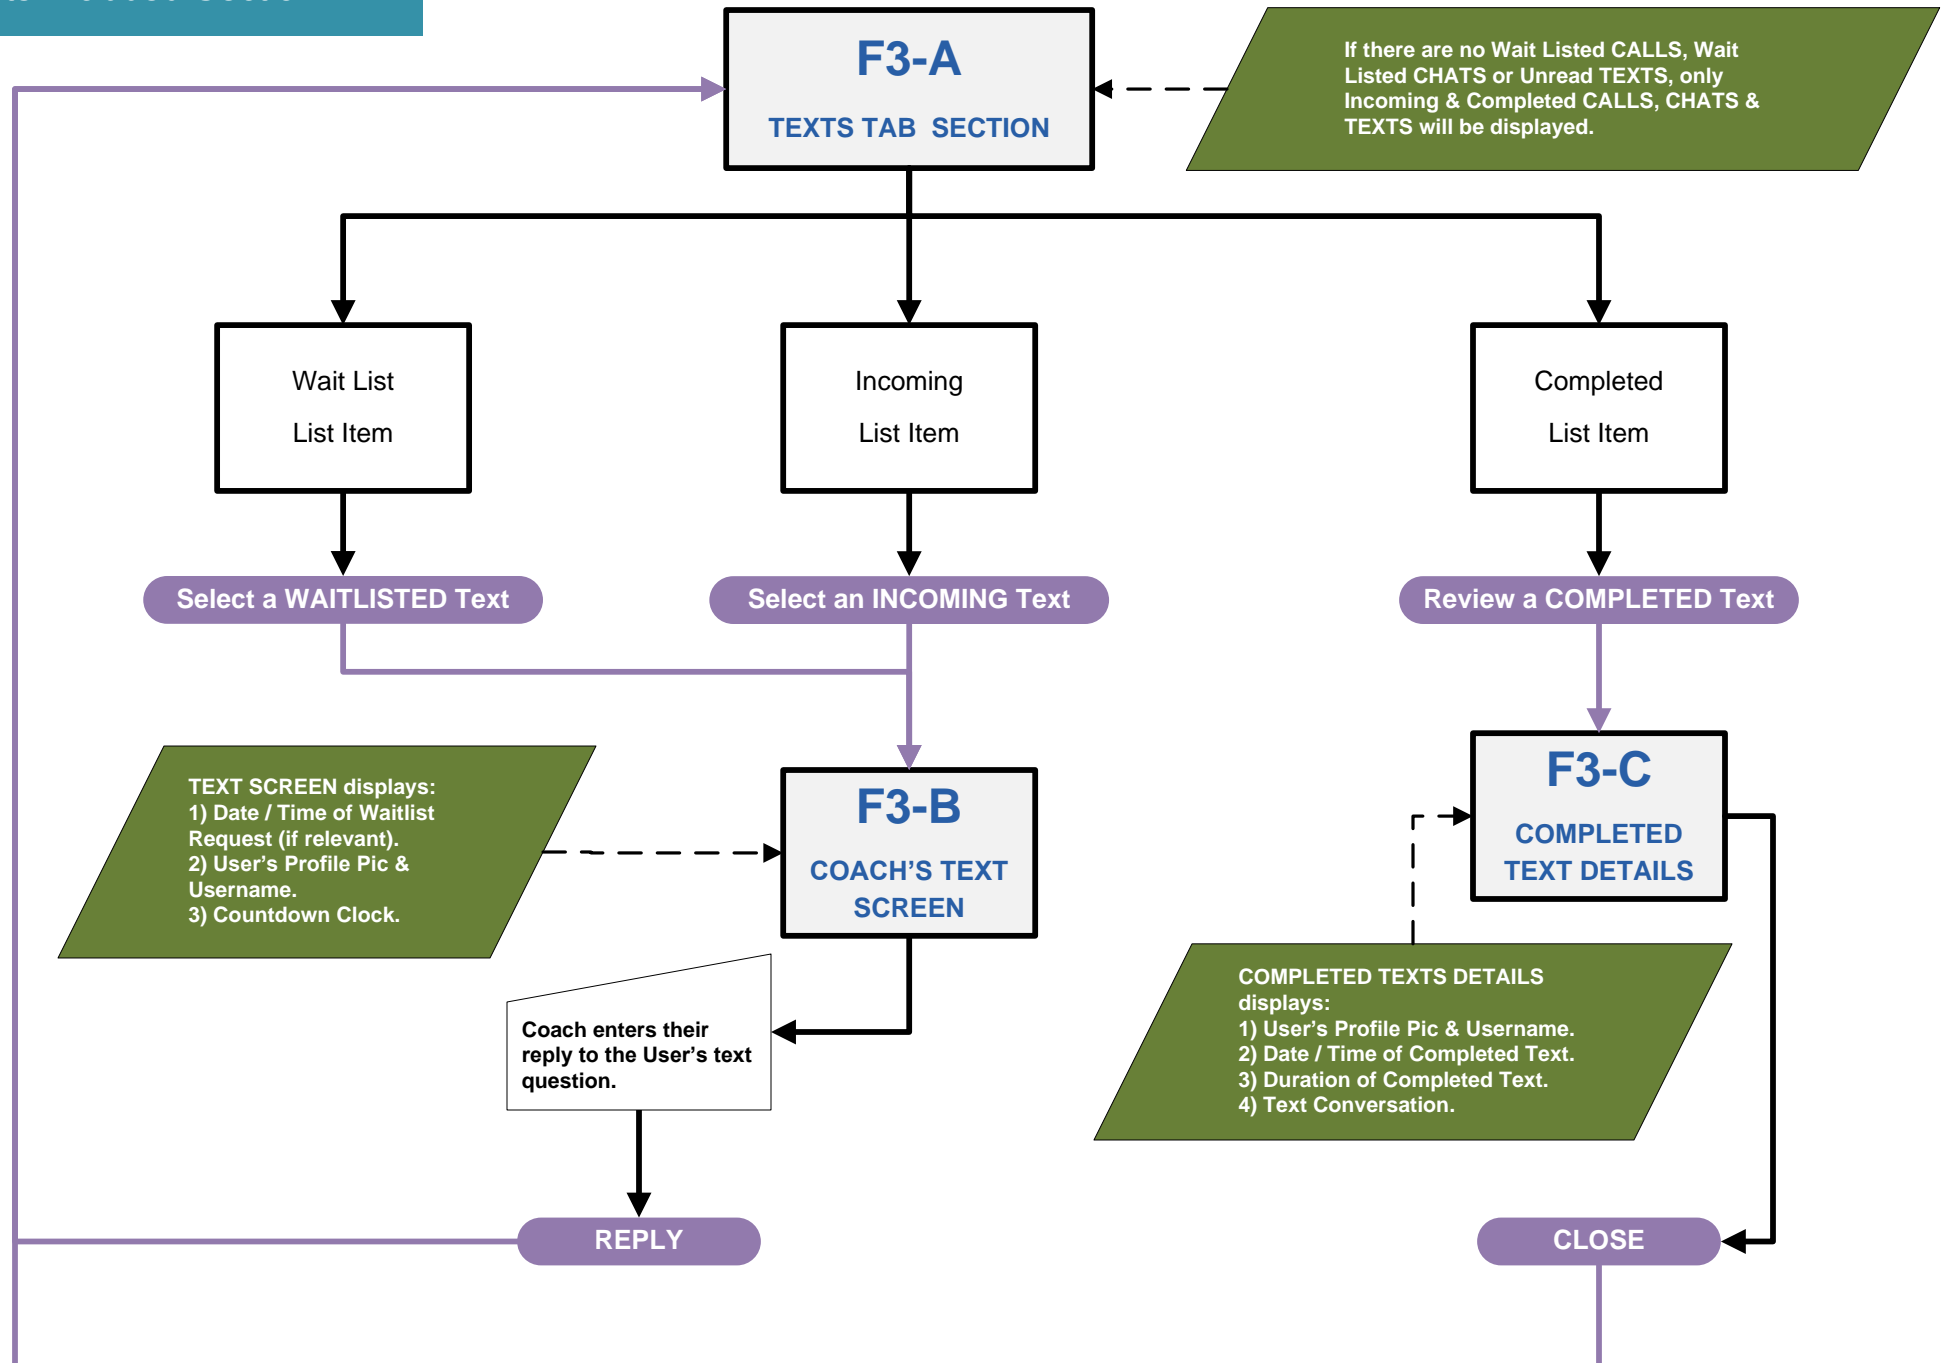 F3-A
TEXTS TAB SECTION
If there are no Wait Listed CALLS, Wait
Listed CHATS or Unread TEXTS, only
Incoming & Completed CALLS, CHATS &
TEXTS will be displayed.
Wait List
List Item
Incoming
List Item
Completed
List Item
Select a WAITLISTED Text
Select an INCOMING Text
Review a COMPLETED Text
TEXT SCREEN displays:
1) Date / Time of Waitlist
Request (if relevant).
2) User's Profile Pic &
Username.
3) Countdown Clock.
F3-B
COACH’S TEXT
SCREEN
F3-C
COMPLETED
TEXT DETAILS
Coach enters their
reply to the User’s text
question.
COMPLETED TEXTS DETAILS
displays:
1) User's Profile Pic & Username.
2) Date / Time of Completed Text.
3) Duration of Completed Text.
4) Text Conversation.
REPLY
CLOSE